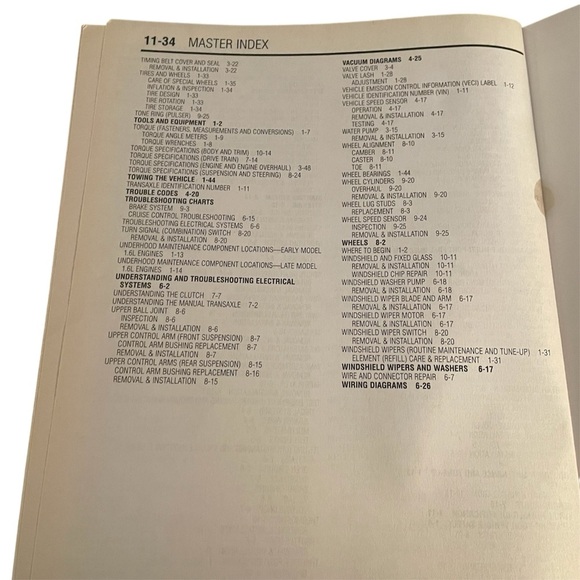 11-34 MASTER INDEX
TIMING BELT COVER AND SEAL 3-22
REMOVAL & INSTALLATION 3-22
TIRES AND WHEELS 1-33
CARE OF SPECIAL WHEELS 1-35
INFLATION & INSPECTION 1-34
TIRE DESIGN 1-33
TIRE ROTATION 1-33
TIRE STORAGE 1-34
TONE RING (PULSER) 9-25
TOOLS AND EQUIPMENT 1-2
TORQUE (FASTENERS, MEASUREMENTS AND CONVERSIONS) 1-7
TORQUE ANGLE METERS 1-9
TORQUE WRENCHES 1-8
TORQUE SPECIFICATIONS (BODY AND TRIM) 10-14
TORQUE SPECIFICATIONS (DRIVE TRAIN) 7-14
TORQUE SPECIFICATIONS (ENGINE AND ENGINE OVERHAUL) 3-48
TORQUE SPECIFICATIONS (SUSPENSION AND STEERING) 8-24
TOWING THE VEHICLE 1-44
TRANSAXLE IDENTIFICATION NUMBER 1-11
TROUBLE CODES 4-29
TROUBLESHOOTING CHARTS
BRAKE SYSTEM 9-3
CRUISE CONTROL TROUBLESHOOTING 6-15
TROUBLESHOOTING ELECTRICAL SYSTEMS 6-6
TURN SIGNAL (COMBINATION) SWITCH 8-20
REMOVAL & INSTALLATION 8-20
UNDERHOOD MAINTENANCE COMPONENT LOCATIONS—EARLY MODEL
1.6L ENGINES 1-13
UNDERHOOD MAINTENANCE COMPONENT LOCATIONS—LATE MODEL
1.6L ENGINES 1-14
UNDERSTANDING AND TROUBLESHOOTING ELECTRICAL
SYSTEMS 6-2
UNDERSTANDING THE CLUTCH 7-7
UNDERSTANDING THE MANUAL TRANSAXLE 7-2
UPPER BALL JOINT 8-6
INSPECTION 8-6
REMOVAL & INSTALLATION 8-6
UPPER CONTROL ARM (FRONT SUSPENSION) 8-7
CONTROL ARM BUSHING REPLACEMENT 8-7
REMOVAL & INSTALLATION 8-7
UPPER CONTROL ARMS (REAR SUSPENSION) 8-15
CONTROL ARM BUSHING REPLACEMENT 8-16
REMOVAL & INSTALLATION 8-15
VACUUM DIAGRAMS 4-25
VALVE COVER 3-4
VALVE LASH 1-28
ADJUSTMENT 1-28
VEHICLE EMISSION CONTROL INFORMATION (VECI) LABEL 1-12
VEHICLE IDENTIFICATION NUMBER (VIN) 1-11
VEHICLE SPEED SENSOR 4-17
OPERATION 4-17
REMOVAL & INSTALLATION 4-17
TESTING 4-17
WATER PUMP 3-15
REMOVAL & INSTALLATION 3-15
WHEEL ALIGNMENT 8-10
CAMBER 8-11
CASTER 8-10
TOE 8-11
WHEEL BEARINGS 1-44
WHEEL CYLINDERS 9-20
OVERHAUL 9-20
REMOVAL & INSTALLATION 9-20
WHEEL LUG STUDS 8-3
REPLACEMENT 8-3
WHEEL SPEED SENSOR 9-24
INSPECTION 9-25
REMOVAL & INSTALLATION 9-25
WHEELS 8-2
WHERE TO BEGIN 1-2
WINDSHIELD AND FIXED GLASS 10-11
REMOVAL & INSTALLATION 10-11
WINDSHIELD CHIP REPAIR 10-11
WINDSHIELD WASHER PUMP 6-18
REMOVAL & INSTALLATION 6-18
WINDSHIELD WIPER BLADE AND ARM 6-17
REMOVAL & INSTALLATION 6-17
WINDSHIELD WIPER MOTOR 6-17
REMOVAL & INSTALLATION 6-17
WINDSHIELD WIPER SWITCH 8-20
REMOVAL & INSTALLATION 8-20
WINDSHIELD WIPERS (ROUTINE MAINTENANCE AND TUNE-UP) 1-31
ELEMENT (REFILL) CARE & REPLACEMENT 1-31
WINDSHIELD WIPERS AND WASHERS 6-17
WIRE AND CONNECTOR REPAIR 6-7
WIRING DIAGRAMS 6-26